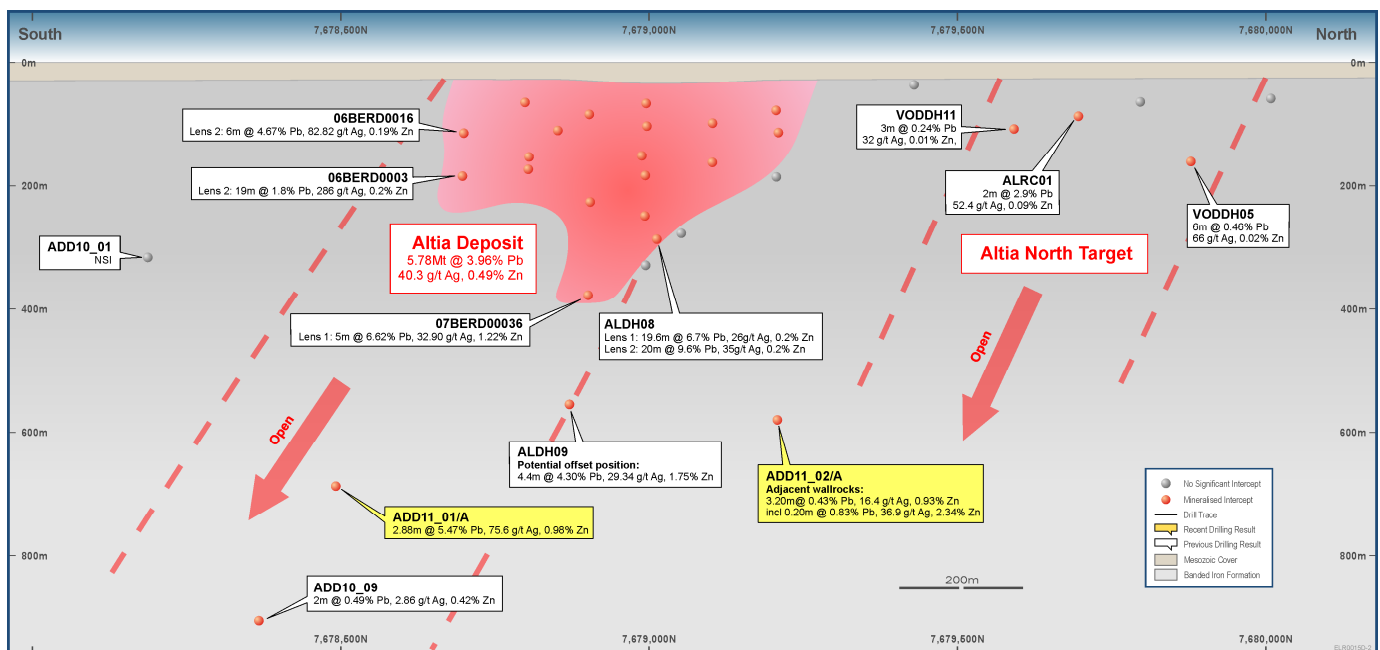 South
7,678,500N
7,679,000N
7,679,500N
7,680,000N
North
0m
0m
06BERD0016
Lens 2: 6m @ 4.67% Pb, 82.82 g/t Ag, 0.19% Zn
VODDH11
3m @ 0.24% Pb
32 g/t Ag, 0.01% Zn,
06BERD0003
Lens 2: 19m @ 1.8% Pb, 286 g/t Ag, 0.2% Zn
ALRC01
2m @ 2.9% Pb
52.4 g/t Ag, 0.09% Zn
200m
200m
VODDH05
6m @ 0.40% Pb
66 g/t Ag, 0.02% Zn
ADD10_01
NSI
Altia Deposit
5.78Mt @ 3.96% Pb
40.3 g/t Ag, 0.49% Zn
Altia North Target
400m
400m
07BERD00036
Lens 1: 5m @ 6.62% Pb, 32.90 g/t Ag, 1.22% Zn
ALDH08
Lens 1: 19.6m @ 6.7% Pb, 26g/t Ag, 0.2% Zn
Lens 2: 20m @ 9.6% Pb, 35g/t Ag, 0.2% Zn
Open
Open
600m
600m
ALDH09
Potential offset position:
4.4m @ 4.30% Pb, 29.34 g/t Ag, 1.75% Zn
ADD11_02/A
Adjacent wallrocks:
3.20m@ 0.43% Pb, 16.4 g/t Ag, 0.93% Zn
incl 0.20m @ 0.83% Pb, 36.9 g/t Ag, 2.34% Zn
ADD11_01/A
2.88m @ 5.47% Pb, 75.6 g/t Ag, 0.98% Zn
No Significant Intercept
Mineralised Intercept
Drill Trace
Recent Drilling Result
Previous Drilling Result
Mesozoic Cover
Banded Iron Formation
800m
800m
ADD10_09
2m @ 0.49% Pb, 2.86 g/t Ag, 0.42% Zn
200m
7,678,500N
7,679,000N
7,679,500N
7,680,000N